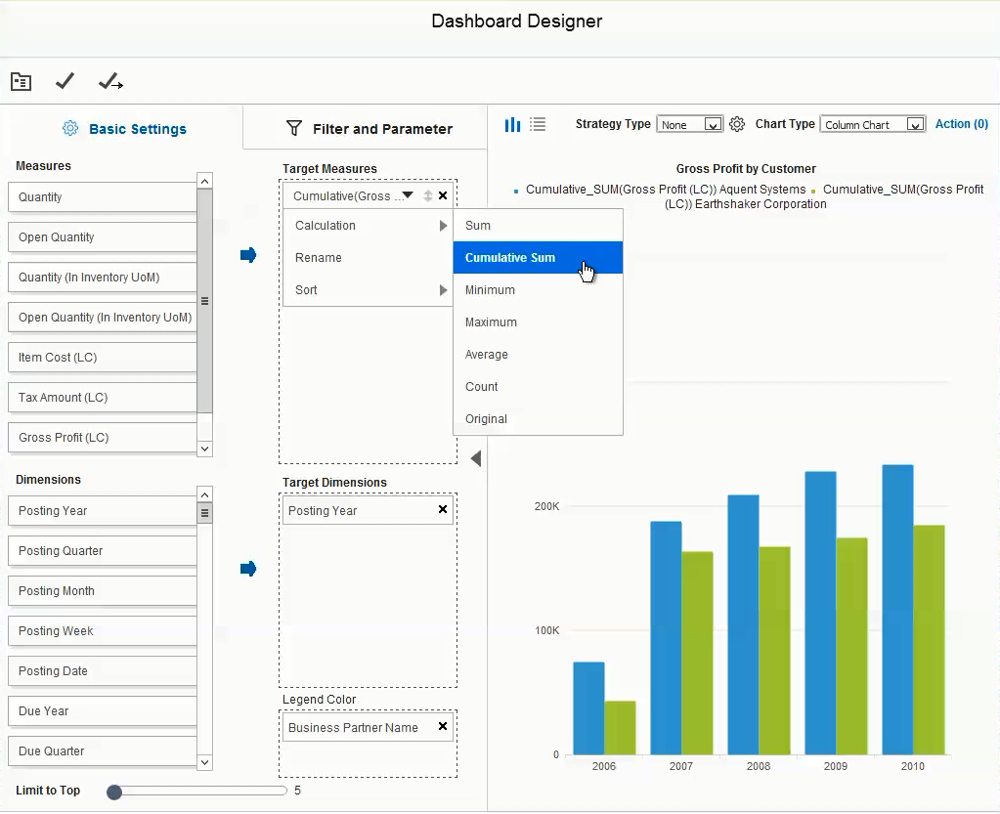 Dashboard Designer
Basic Settings
Filter and Parameter
Strategy Type
None
Chart Type
Column Chart
Action (0)
Measures
Quantity
Open Quantity
Quantity (In Inventory UoM)
Open Quantity (In Inventory UoM)
Item Cost (LC)
Tax Amount (LC)
Gross Profit (LC)
Dimensions
Posting Year
Posting Quarter
Posting Month
Posting Week
Posting Date
Due Year
Due Quarter
Limit to Top
5
Target Measures
Cumulative(Gross ...
Calculation
Rename
Sort
Sum
Cumulative Sum
Minimum
Maximum
Average
Count
Original
Target Dimensions
Posting Year
Legend Color
Business Partner Name
Gross Profit by Customer
Cumulative_SUM(Gross Profit (LC)) Aquent Systems
Cumulative_SUM(Gross Profit
(LC)) Earthshaker Corporation
200K
100K
0
2006
2007
2008
2009
2010